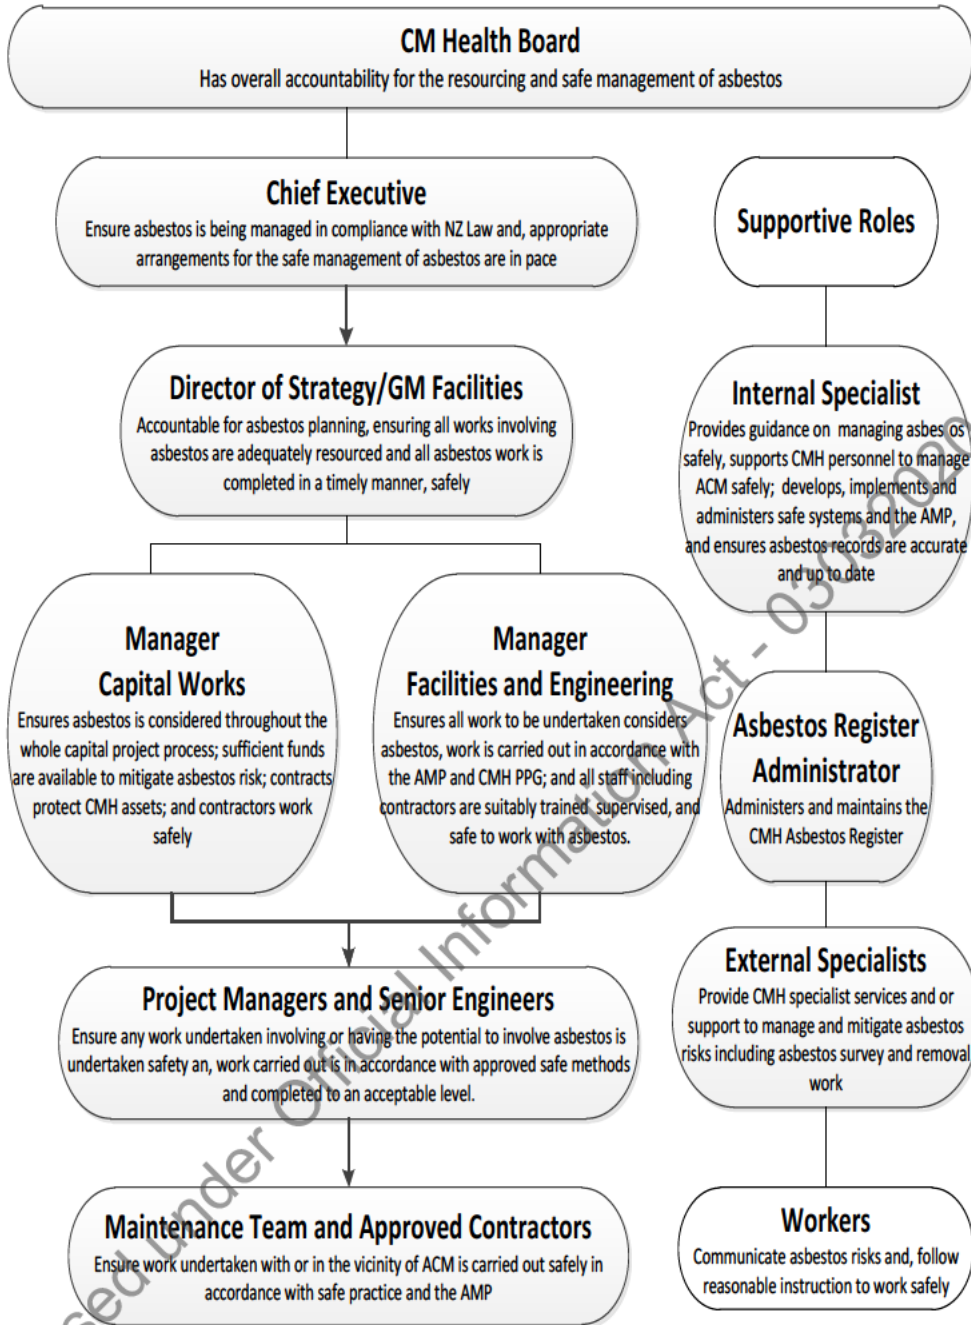 CM Health Board
Has overall accountability for the resourcing and safe management of asbestos
Chief Executive
Ensure asbestos is being managed in compliance with NZ Law and, appropriate
arrangements for the safe management of asbestos are in pace
Director of Strategy/GM Facilities
Accountable for asbestos planning, ensuring all works involving
asbestos are adequately resourced and all asbestos work is
completed in a timely manner, safely
Manager
Capital Works
Ensures asbestos is considered throughout the
whole capital project process; sufficient funds
are available to mitigate asbestos risk; contracts
protect CMH assets; and contractors work
safely
Manager
Facilities and Engineering
Ensures all work to be undertaken considers
asbestos, work is carried out in accordance with
the AMP and CMH PPG; and all staff including
contractors are suitably trained supervised, and
safe to work with asbestos.
Project Managers and Senior Engineers
Ensure any work undertaken involving or having the potential to involve asbestos is
undertaken safety an, work carried out is in accordance with approved safe methods
and completed to an acceptable level.
Maintenance Team and Approved Contractors
Ensure work undertaken with or in the vicinity of ACM is carried out safely in
accordance with safe practice and the AMP
Supportive Roles
Internal Specialist
Provides guidance on managing asbes os
safely, supports CMH personnel to manage
ACM safely; develops, implements and
administers safe systems and the AMP,
and ensures asbestos records are accurate
and up to date
Asbestos Register
Administrator
Administers and maintains the
CMH Asbestos Register
External Specialists
Provide CMH specialist services and or
support to manage and mitigate asbestos
risks including asbestos survey and removal
work
Workers
Communicate asbestos risks and, follow
reasonable instruction to work safely
sed under Official Information Act - 03032020